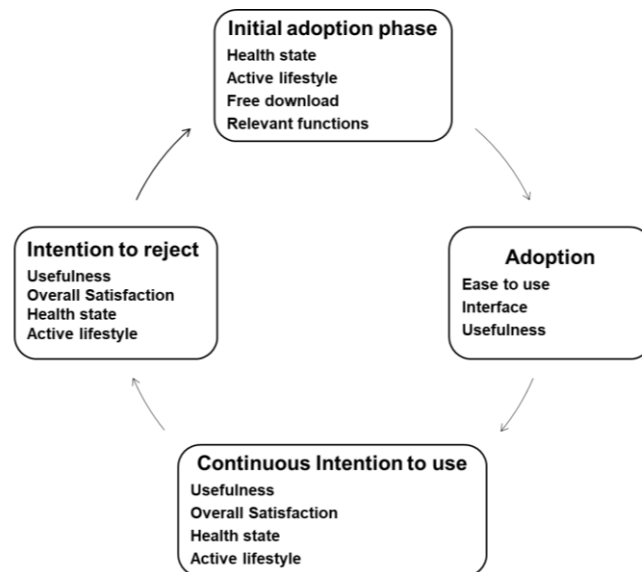 Initial adoption phase
Health state
Active lifestyle
Free download
Relevant functions
Adoption
Ease to use
Interface
Usefulness
Continuous Intention to use
Usefulness
Overall Satisfaction
Health state
Active lifestyle
Intention to reject
Usefulness
Overall Satisfaction
Health state
Active lifestyle